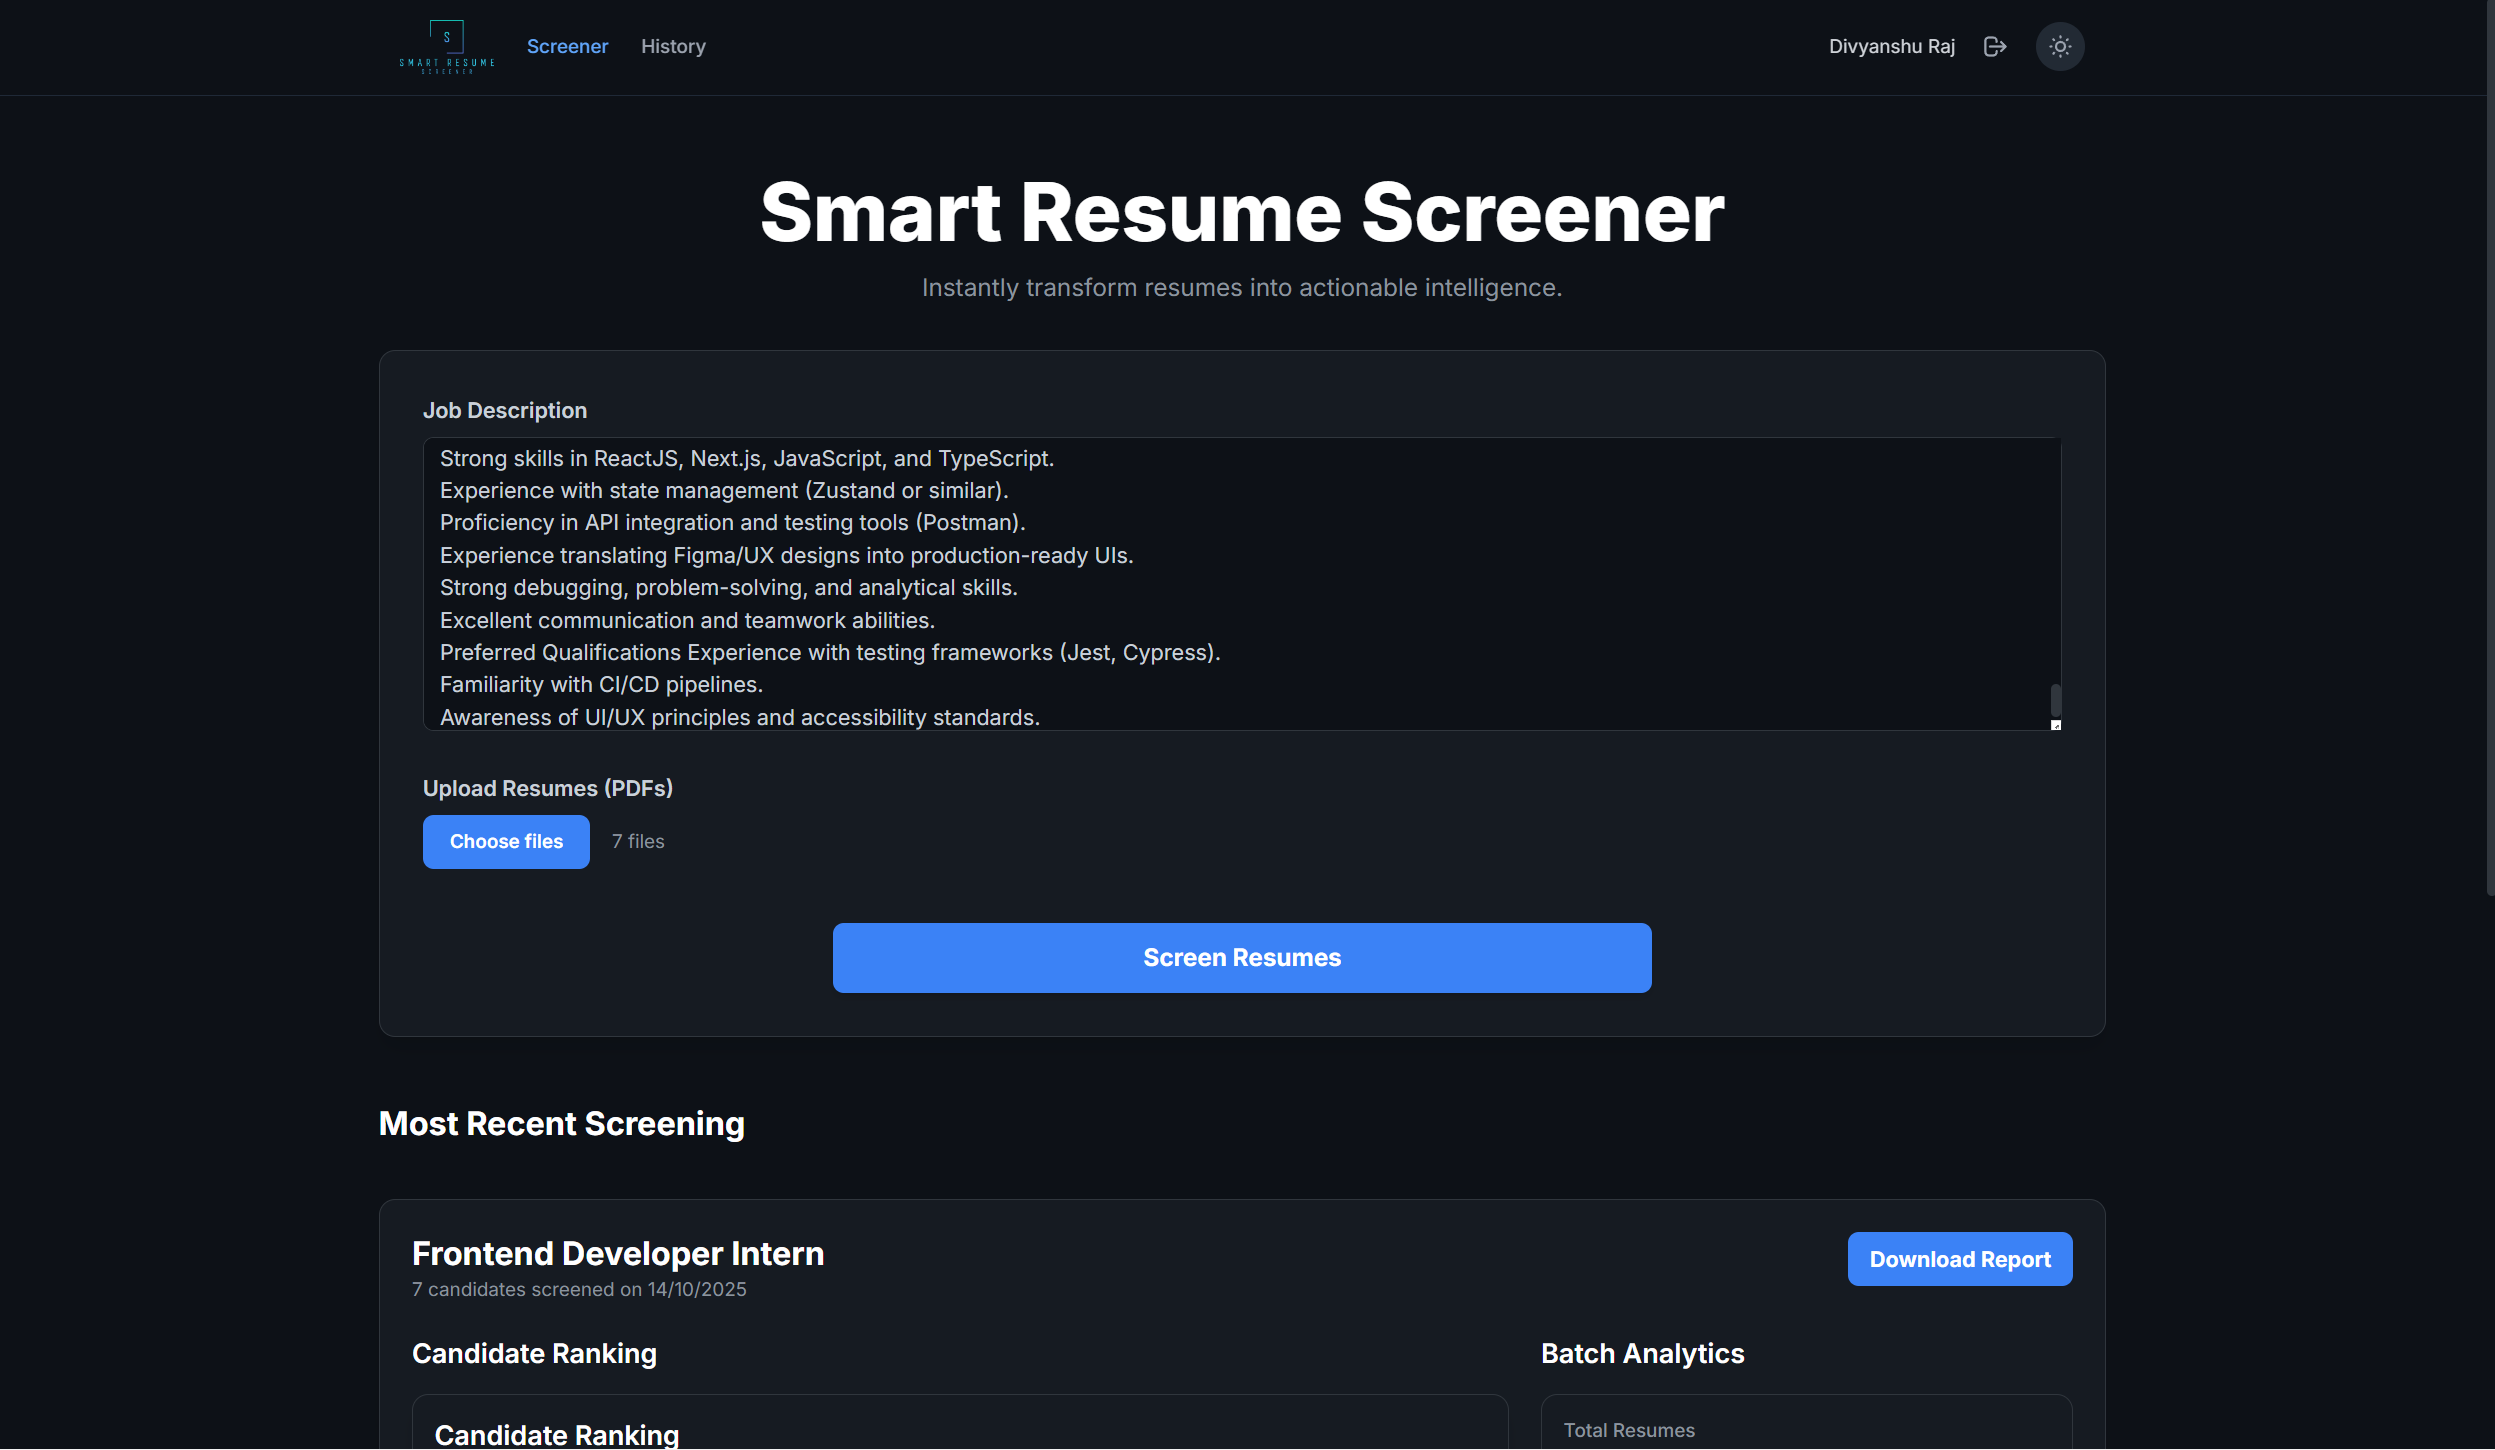 S
SMART RESUME
SCREENER
Screener
History
Divyanshu Raj
Smart Resume Screener
Instantly transform resumes into actionable intelligence.
Job Description
Strong skills in ReactJS, Next.js, JavaScript, and TypeScript.
Experience with state management (Zustand or similar).
Proficiency in API integration and testing tools (Postman).
Experience translating Figma/UX designs into production-ready UIs.
Strong debugging, problem-solving, and analytical skills.
Excellent communication and teamwork abilities.
Preferred Qualifications Experience with testing frameworks (Jest, Cypress).
Familiarity with CI/CD pipelines.
Awareness of UI/UX principles and accessibility standards.
Upload Resumes (PDFs)
Choose files
7 files
Screen Resumes
Most Recent Screening
Frontend Developer Intern
7 candidates screened on 14/10/2025
Download Report
Candidate Ranking
Batch Analytics
Candidate Ranking
Total Resumes